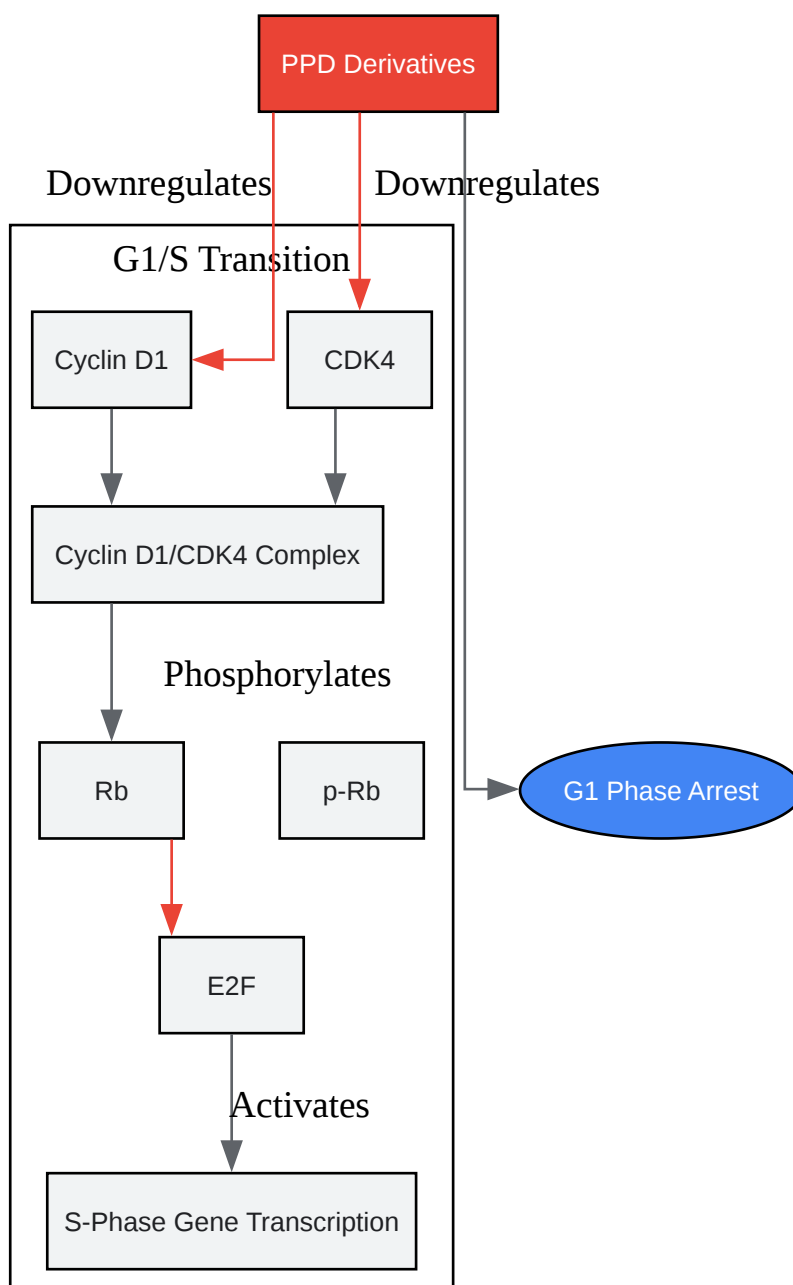 PPD Derivatives
Downregulates
Downregulates
G1/S Transition
Cyclin D1
CDK4
Cyclin D1/CDK4 Complex
Phosphorylates
Rb
p-Rb
G1 Phase Arrest
E2F
Activates
S-Phase Gene Transcription